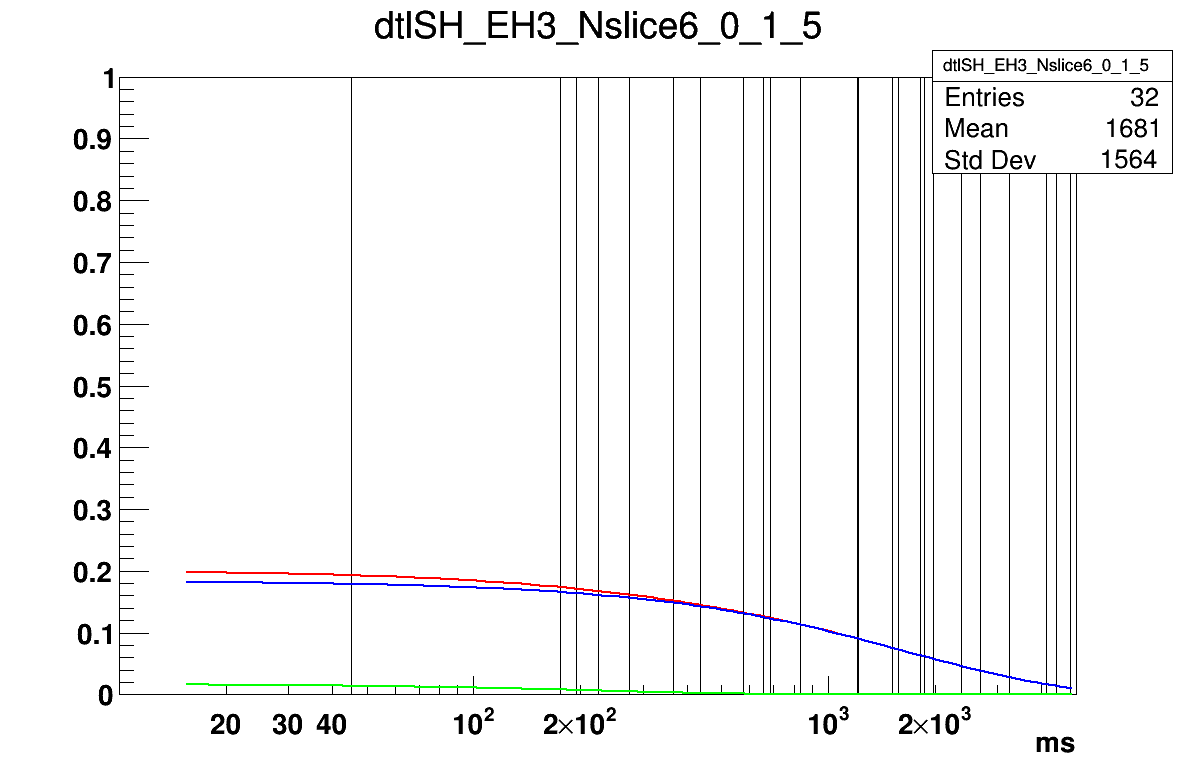 dtlSH_EH3_Nslice6_0_1_5
dtlSH_EH3_Nslice6_0_1_5
Entries 32
Mean 1681
Std Dev 1564
1
0.9
0.8
0.7
0.6
0.5
0.4
0.3
0.2
0.1
0
20 30 40 10² 2×10² 10³ 2×10³
ms